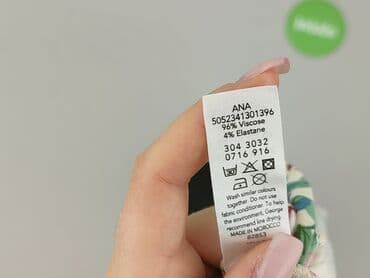 ANA
5052341301396
96% Viscose
4% Elastane
304 3032
0716 916
Wash similar colours
together. Do not use
fabric conditioner. To help
the environment, George
recommend line drying.
MADE IN MOROCCO
82853